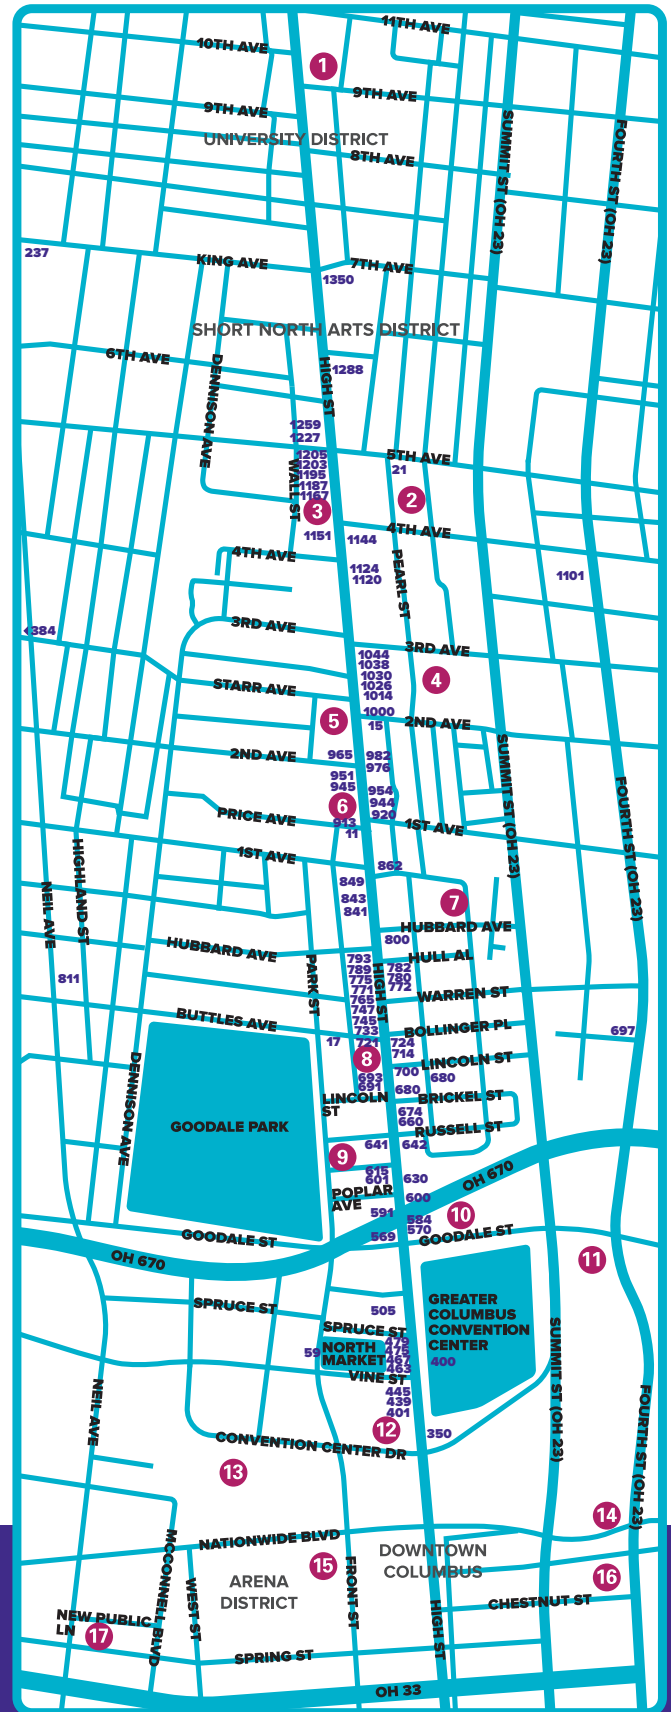 11TH AVE
10TH AVE
1
9TH AVE
9TH AVE
UNIVERSITY DISTRICT
8TH AVE
SUMMIT ST (OH 23)
FOURTH ST (OH 23)
237
KING AVE
7TH AVE
1350
SHORT NORTH ARTS DISTRICT
6TH AVE
DENNISON AVE
HIGH ST
1288
1259
1227
1205
1203
1195
1187
1167
WALL ST
5TH AVE
21
2
3
1151
1144
4TH AVE
4TH AVE
1124
1120
PEARL ST
1101
384
3RD AVE
3RD AVE
1044
1038
1030
1026
1014
4
STARR AVE
5
1000
15
2ND AVE
2ND AVE
965
982
976
951
945
954
944
920
6
913
11
PRICE AVE
1ST AVE
1ST AVE
SUMMIT ST (OH 23)
FOURTH ST (OH 23)
862
849
843
841
7
HIGHLAND ST
NEIL AVE
HUBBARD AVE
HUBBARD AVE
800
HULL AL
793
789
775
771
765
747
745
733
721
782
780
772
HIGH ST
PARK ST
811
WARREN ST
BUTTLES AVE
BOLLINGER PL
697
17
724
714
8
LINCOLN ST
700
680
693
691
680
DENNISON AVE
LINCOLN
ST
BRICKEL ST
674
660
GOODALE PARK
RUSSELL ST
641
642
9
615
601
630
POPLAR
AVE
600
OH 670
591
584
570
10
569
GOODALE ST
GOODALE ST
OH 670
11
SPRUCE ST
505
SPRUCE ST
GREATER
COLUMBUS
CONVENTION
CENTER
400
59
NORTH
MARKET
479
475
467
463
VINE ST
445
439
401
12
350
CONVENTION CENTER DR
SUMMIT ST (OH 23)
FOURTH ST (OH 23)
NEIL AVE
13
14
NATIONWIDE BLVD
DOWNTOWN
COLUMBUS
15
ARENA
DISTRICT
16
MCCONNELL BLVD
WEST ST
FRONT ST
HIGH ST
CHESTNUT ST
NEW PUBLIC
LN
17
SPRING ST
OH 33